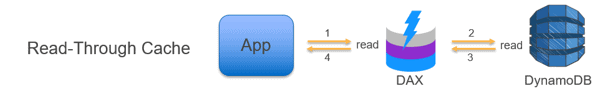 Read-Through Cache
App
1
read
4
DAX
2
read
3
DynamoDB